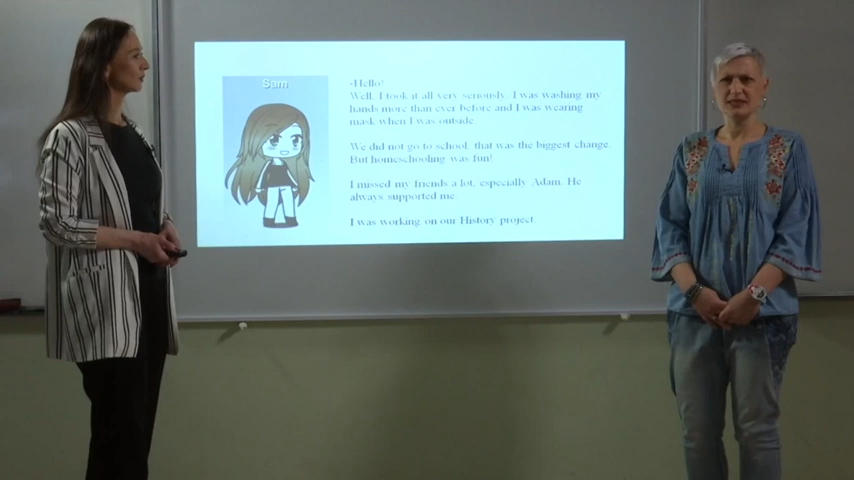 Sam
-Hello!
Well, I took it all very seriously. I was washing my
hands more than ever before and I was wearing
mask when I was outside.
We did not go to school, that was the biggest change.
But homeschooling was fun!
I missed my friends a lot, especially Adam. He
always supported me.
I was working on our History project.